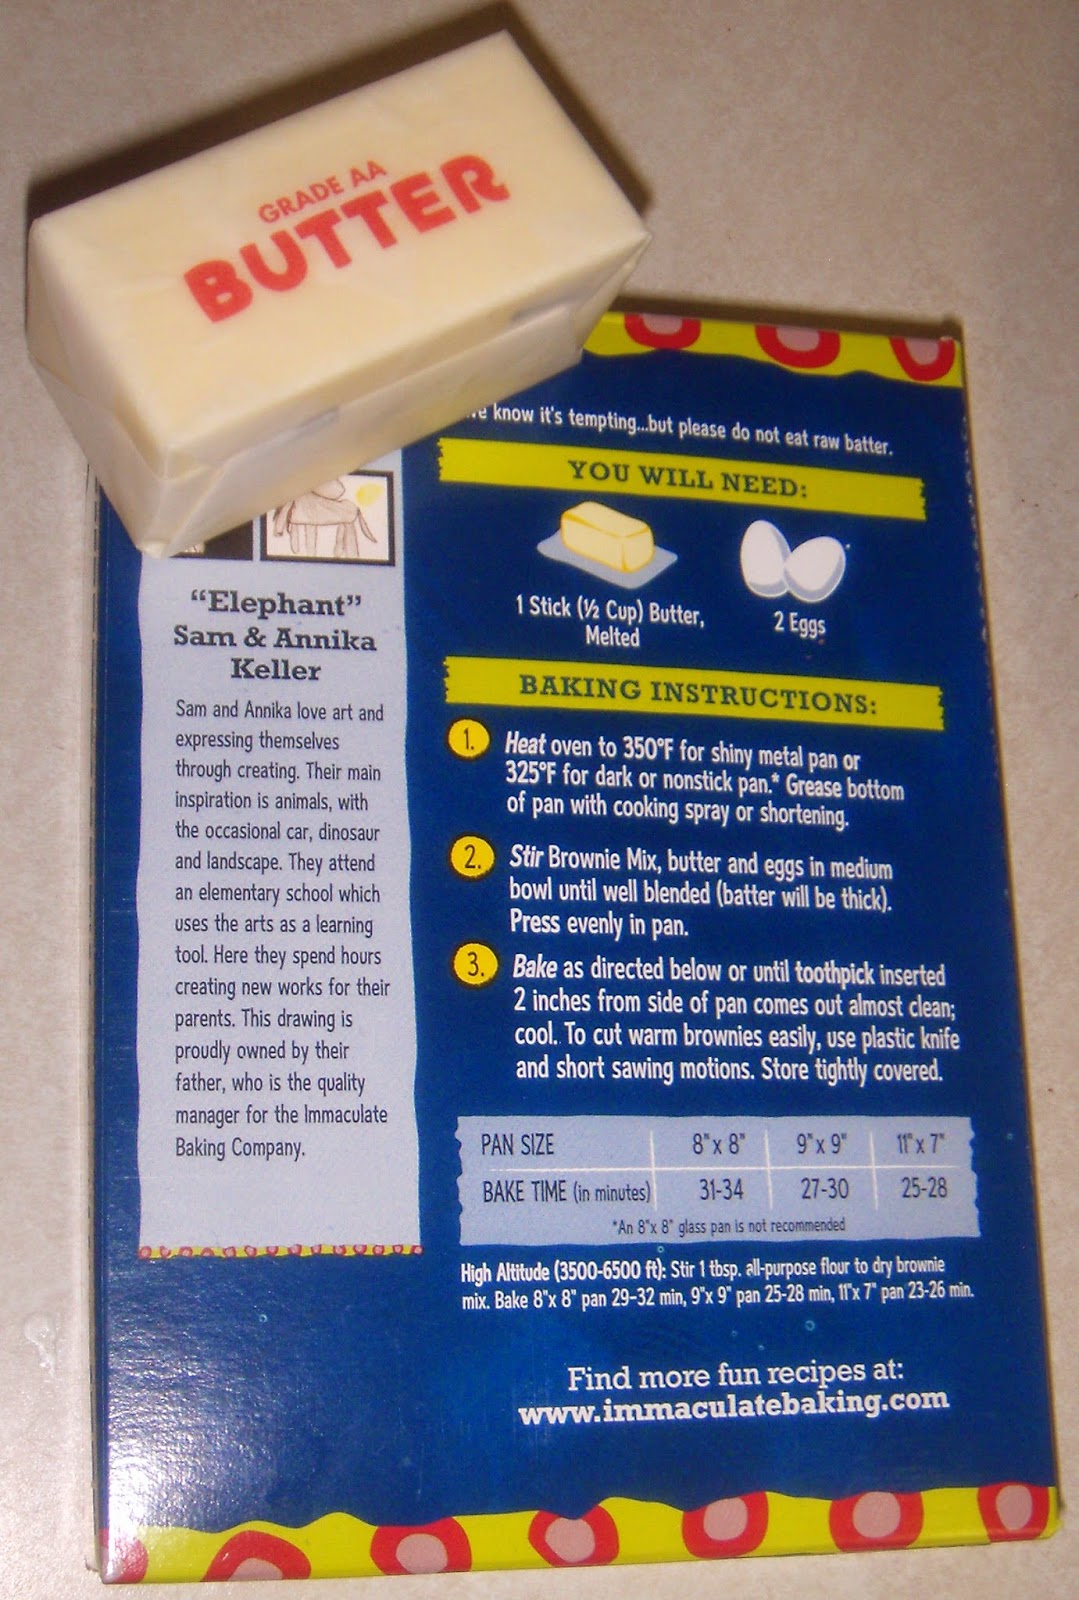 GRADE AA
BUTTER
know it's tempting...but please do not eat raw batter.
YOU WILL NEED:
1 Stick (½ Cup) Butter,
Melted
2 Eggs
"Elephant"
Sam & Annika
Keller
Sam and Annika love art and
expressing themselves
through creating. Their main
inspiration is animals, with
the occasional car, dinosaur
and landscape. They attend
an elementary school which
uses the arts as a learning
tool. Here they spend hours
creating new works for their
parents. This drawing is
proudly owned by their
father, who is the quality
manager for the Immaculate
Baking Company.
BAKING INSTRUCTIONS:
1. Heat oven to 350°F for shiny metal pan or
325°F for dark or nonstick pan.* Grease bottom
of pan with cooking spray or shortening.
2. Stir Brownie Mix, butter and eggs in medium
bowl until well blended (batter will be thick).
Press evenly in pan.
3. Bake as directed below or until toothpick inserted
2 inches from side of pan comes out almost clean;
cool. To cut warm brownies easily, use plastic knife
and short sawing motions. Store tightly covered.
PAN SIZE 8"x 8" 9"x 9" 11"x 7"
BAKE TIME (in minutes) 31-34 27-30 25-28
*An 8"x 8" glass pan is not recommended
High Altitude (3500-6500 ft): Stir 1 tbsp. all-purpose flour to dry brownie
mix. Bake 8"x 8" pan 29-32 min, 9"x 9" pan 25-28 min, 11"x 7" pan 23-26 min.
Find more fun recipes at:
www.immaculatebaking.com